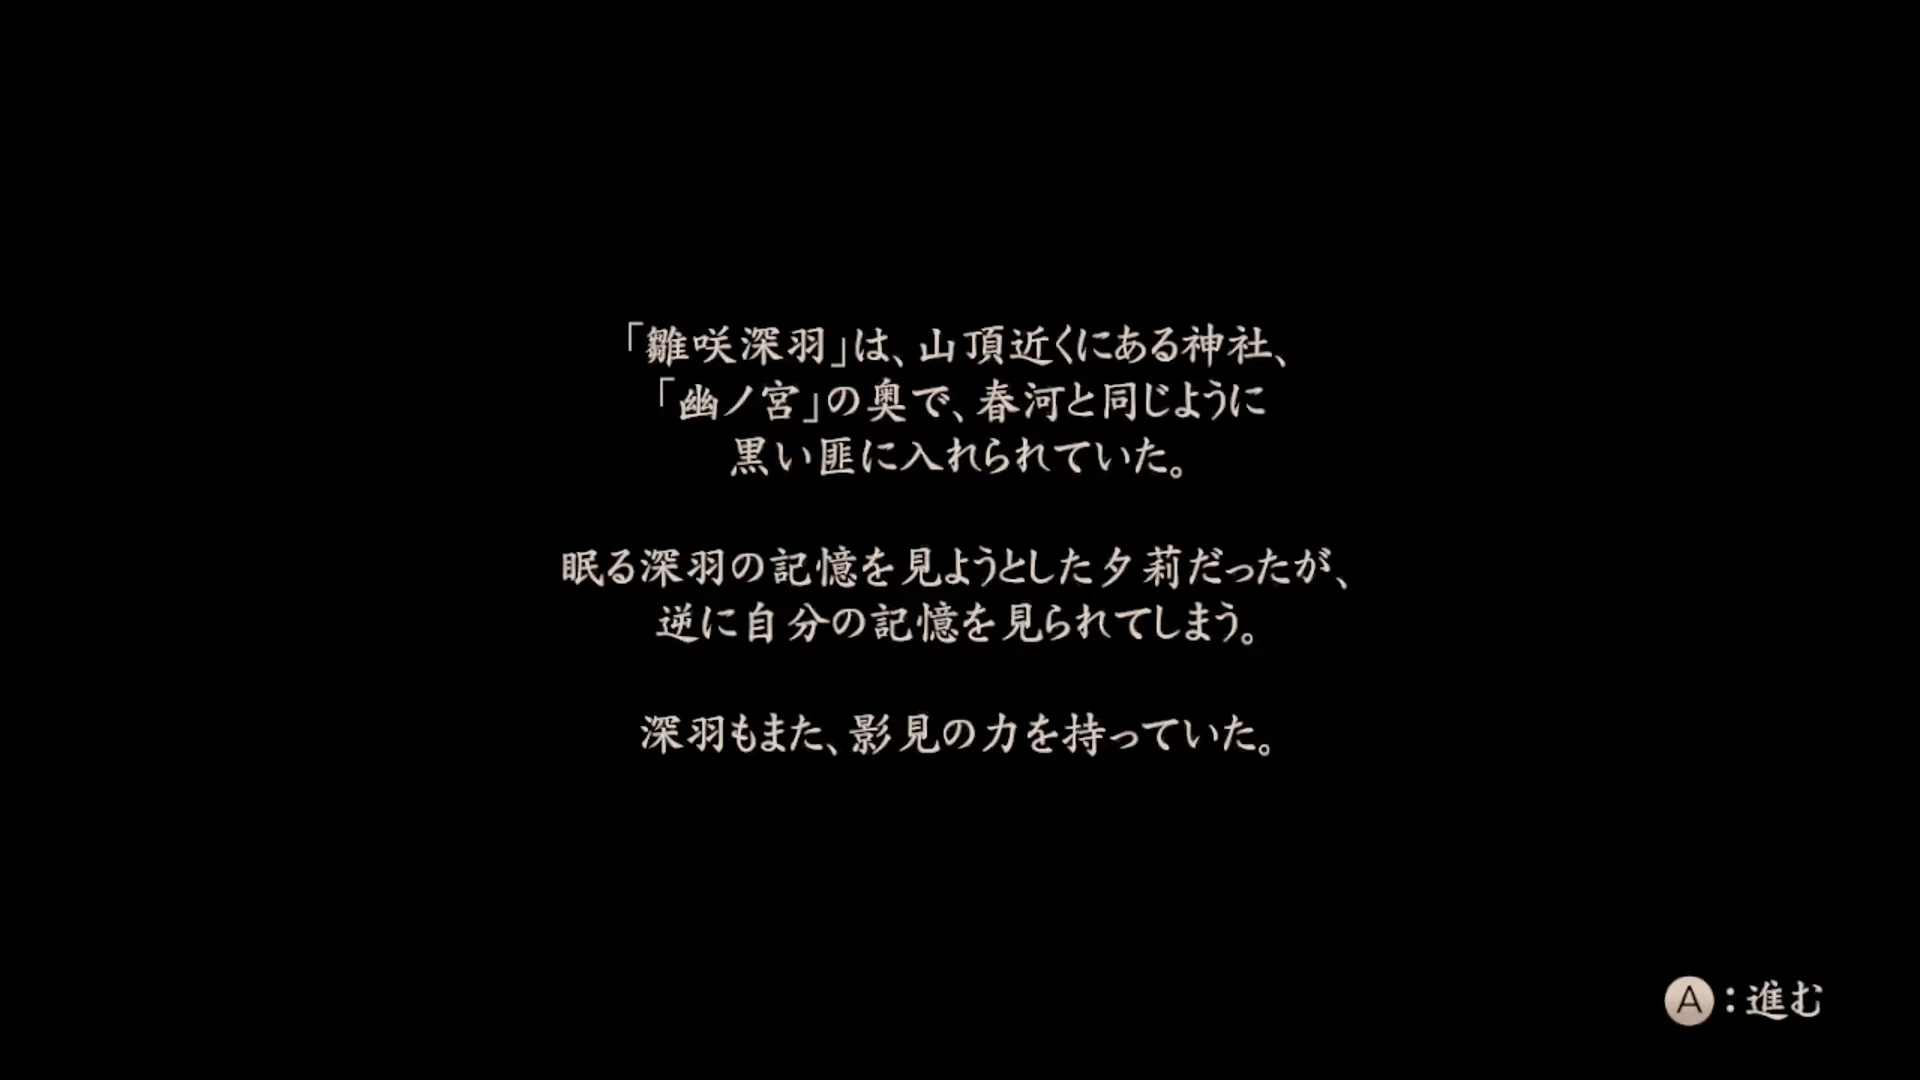 「雛咲深羽」は、山頂近くにある神社、
「幽ノ宮」の奥で、春河と同じように
黒い匪に入れられていた。
眠る深羽の記憶を見ようとした夕莉だったが、
逆に自分の記憶を見られてしまう。
深羽もまた、影見の力を持っていた。
A：進む